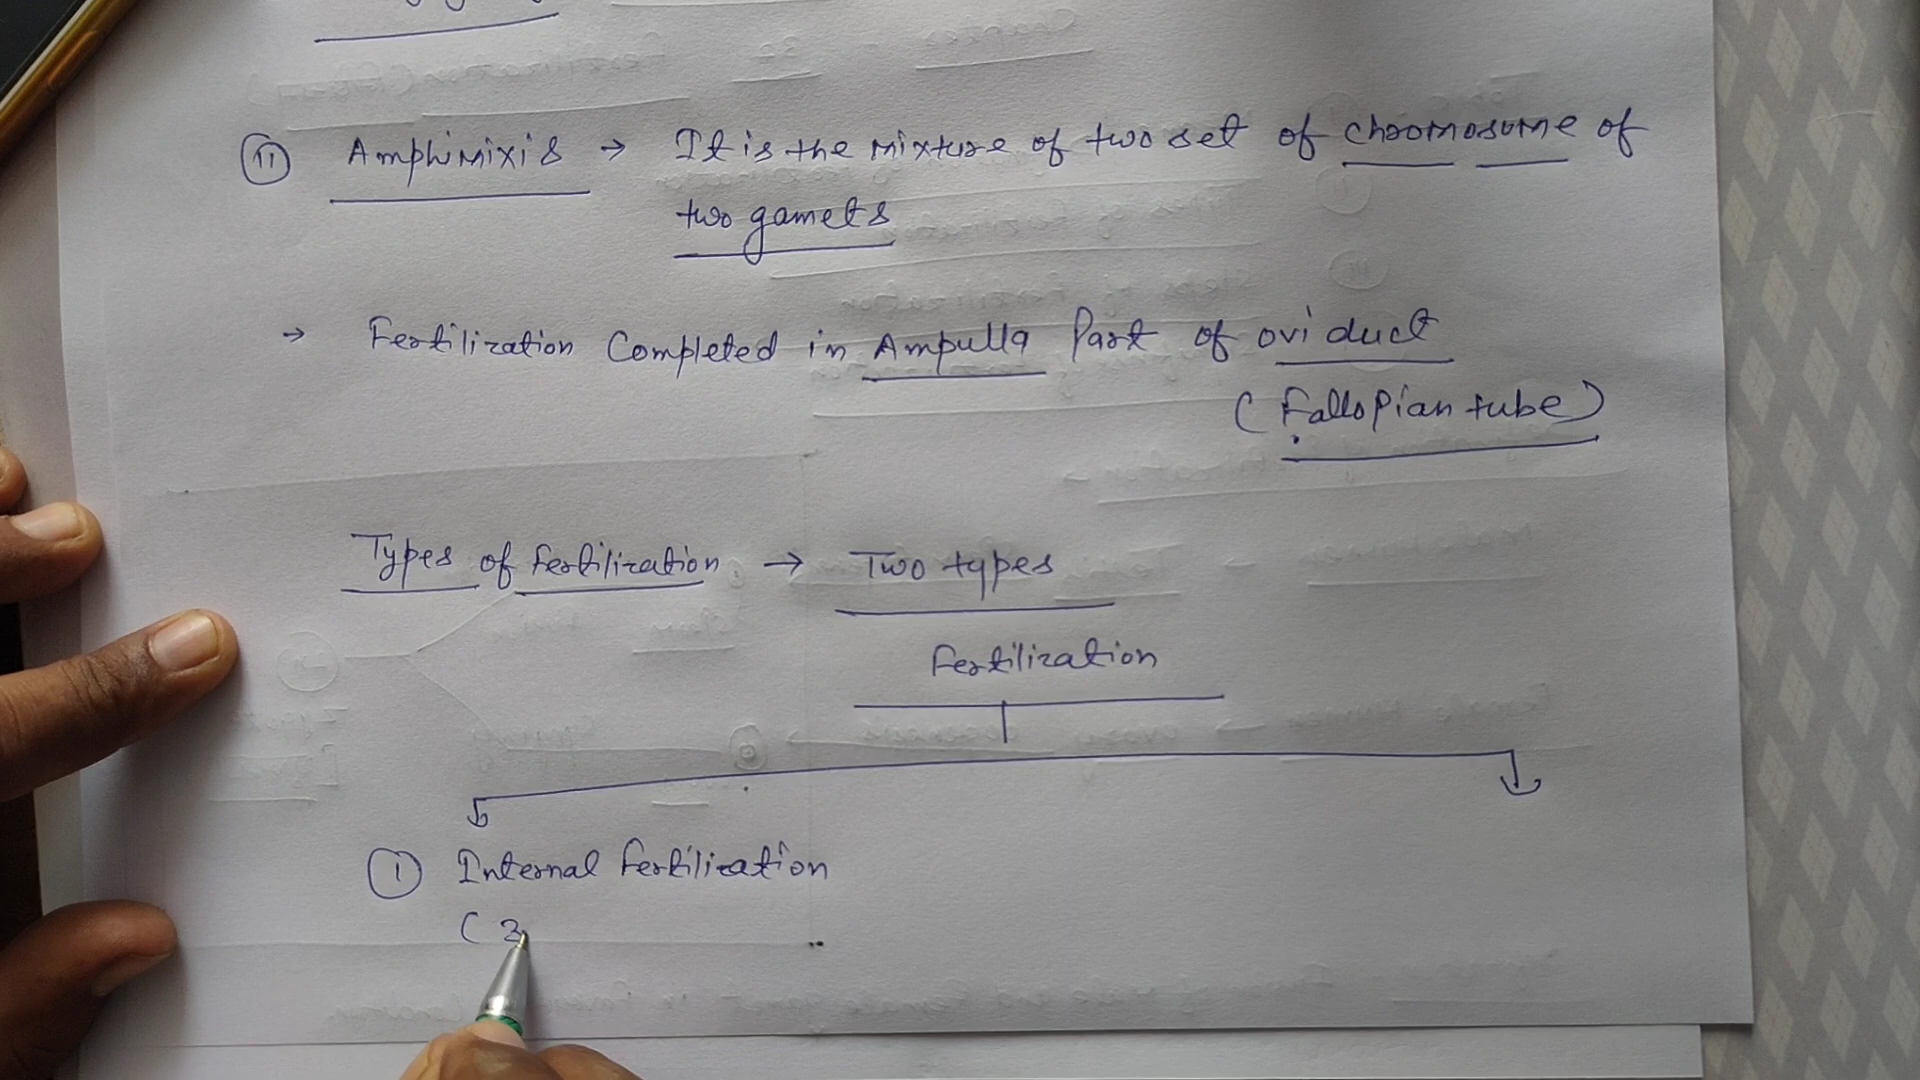 (11) Amphimixis → It is the mixture of two set of chromosome of
two gamets
→ Fertilization Completed in Ampulla Part of oviduct
(Fallopian tube)
Types of Fertilization → Two types
Fertilization
(1) Internal Fertilization
(